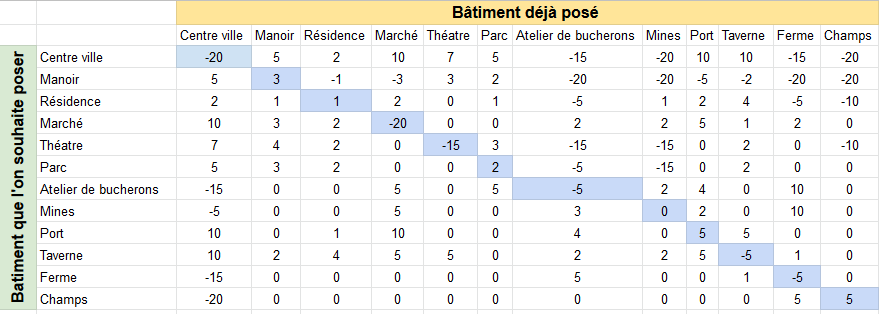 Bâtiment déjà posé
Centre ville Manoir Résidence Marché Théatre Parc Atelier de bucherons Mines Port Taverne Ferme Champs
Batiment que l'on souhaite poser
Centre ville -20 5 2 10 7 5 -15 -20 10 10 -15 -20
Manoir 5 3 -1 -3 3 2 -20 -20 -5 -2 -20 -20
Résidence 2 1 1 2 0 1 -5 1 2 4 -5 -10
Marché 10 3 2 -20 0 0 2 2 5 1 2 0
Théatre 7 4 2 0 -15 3 -15 -15 0 2 0 -10
Parc 5 3 2 0 0 2 -5 -15 0 2 0 0
Atelier de bucherons -15 0 0 5 0 5 -5 2 4 0 10 0
Mines -5 0 0 5 0 0 3 0 2 0 10 0
Port 10 0 1 10 0 0 4 0 5 5 0 0
Taverne 10 2 4 5 5 0 2 2 5 -5 1 0
Ferme -15 0 0 0 0 0 5 0 0 1 -5 0
Champs -20 0 0 0 0 0 0 0 0 0 5 5